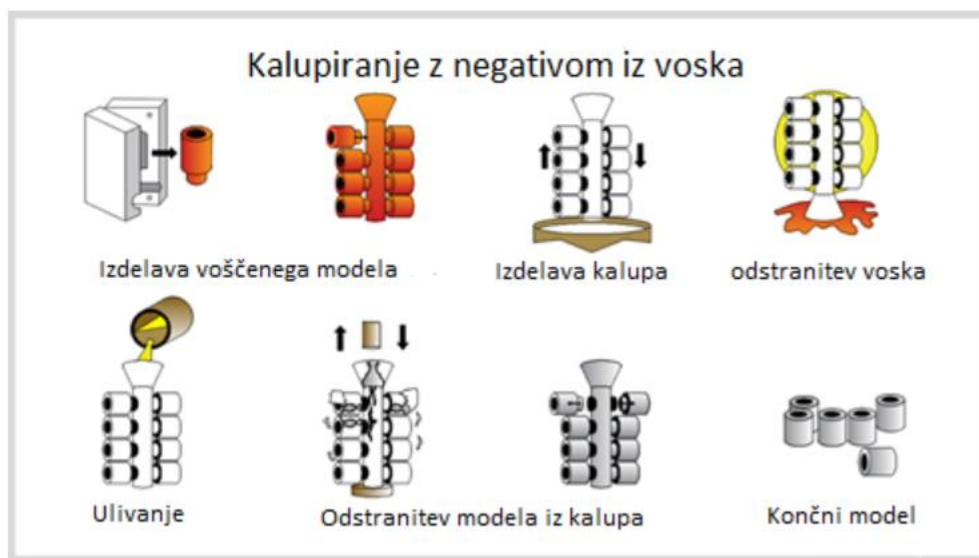 Kalupiranje z negativom iz voska
Izdelava voščenega modela
Izdelava kalupa
odstranitev voska
Ulivanje
Odstranitev modela iz kalupa
Končni model